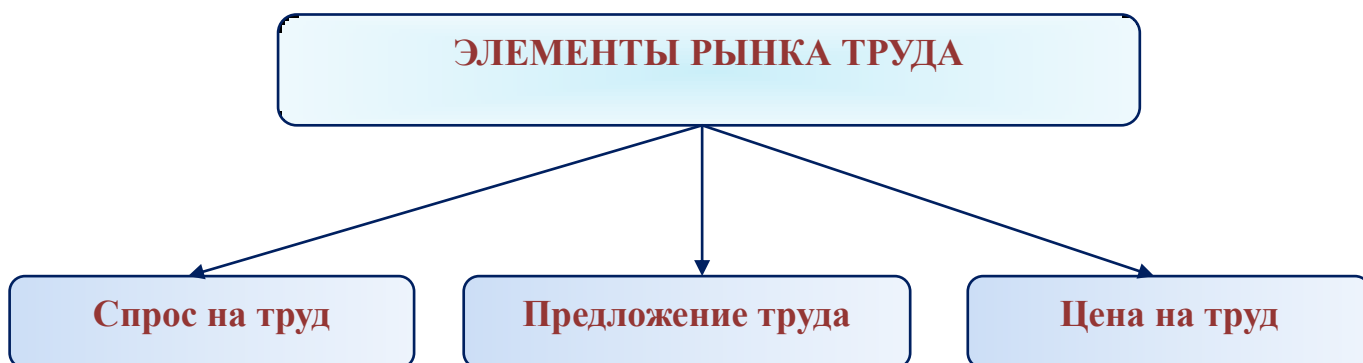 ЭЛЕМЕНТЫ РЫНКА ТРУДА
Спрос на труд
Предложение труда
Цена на труд